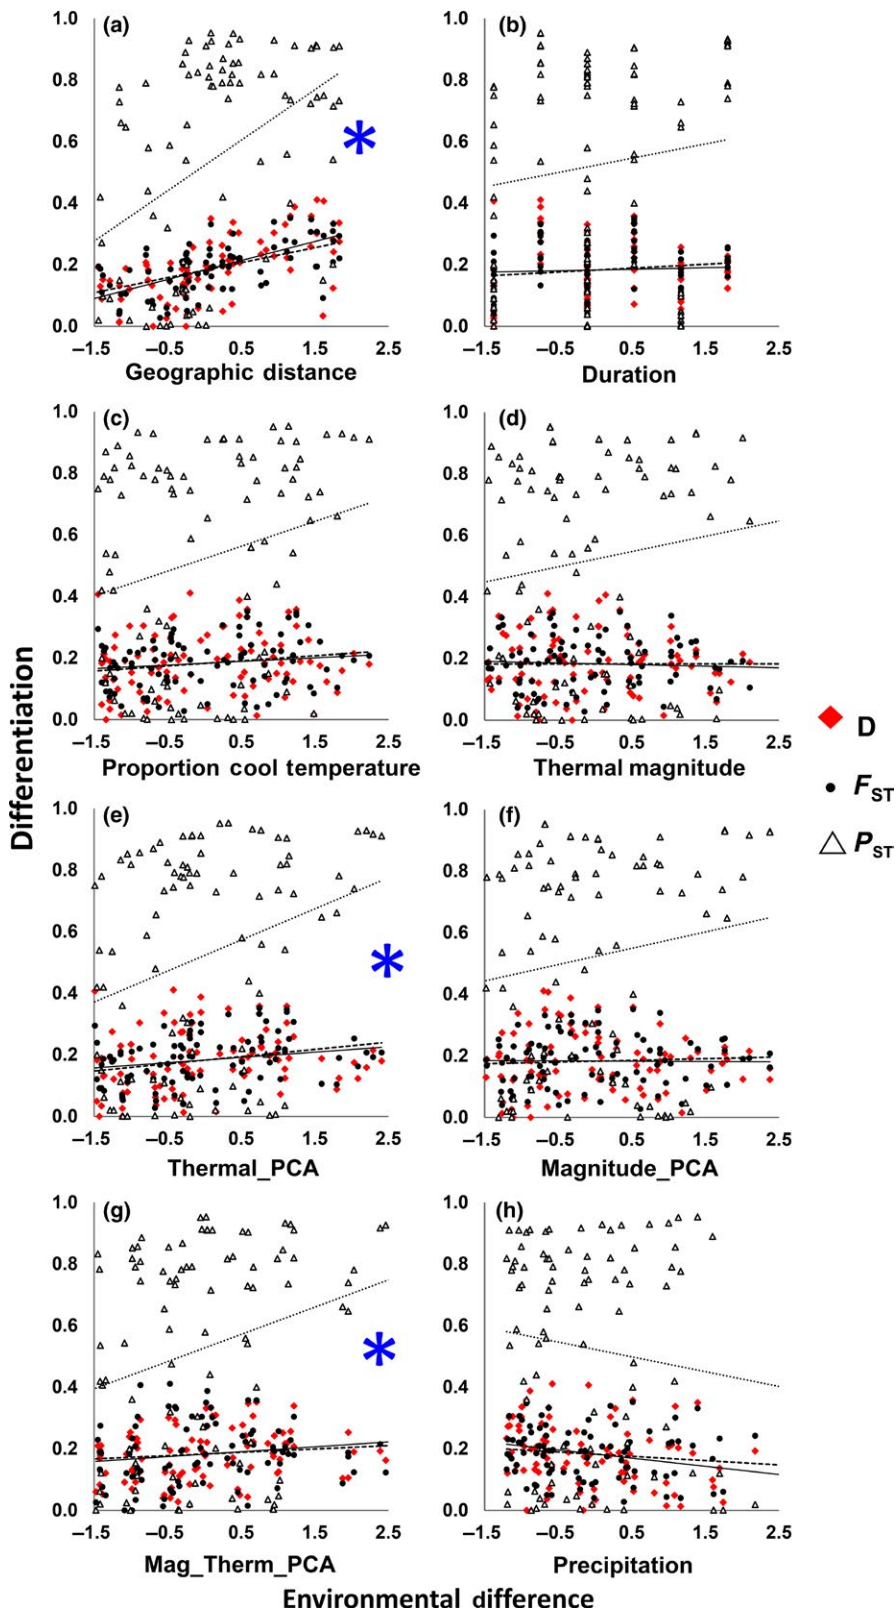 (a)
1.0
0.8
0.6
0.4
0.2
0.0
–1.5 –0.5 0.5 1.5 2.5
Geographic distance
(b)
1.0
0.8
0.6
0.4
0.2
0.0
–1.5 –0.5 0.5 1.5 2.5
Duration
(c)
1.0
0.8
0.6
0.4
0.2
0.0
–1.5 –0.5 0.5 1.5 2.5
Proportion cool temperature
(d)
1.0
0.8
0.6
0.4
0.2
0.0
–1.5 –0.5 0.5 1.5 2.5
Thermal magnitude
Differentiation
D
FST
PST
(e)
1.0
0.8
0.6
0.4
0.2
0.0
–1.5 –0.5 0.5 1.5 2.5
Thermal_PCA
(f)
1.0
0.8
0.6
0.4
0.2
0.0
–1.5 –0.5 0.5 1.5 2.5
Magnitude_PCA
(g)
1.0
0.8
0.6
0.4
0.2
0.0
–1.5 –0.5 0.5 1.5 2.5
Mag_Therm_PCA
(h)
1.0
0.8
0.6
0.4
0.2
0.0
–1.5 –0.5 0.5 1.5 2.5
Precipitation
Environmental difference